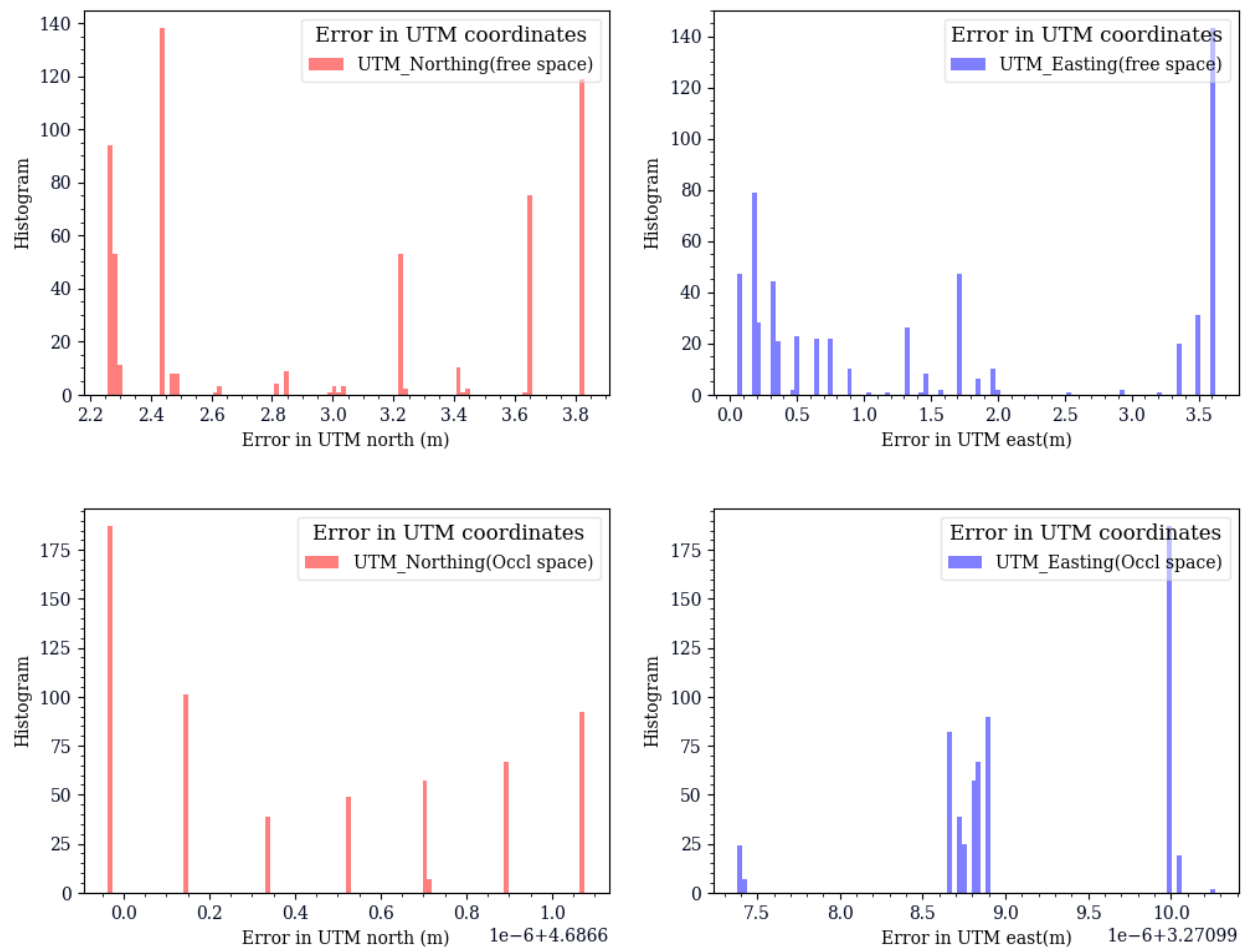 Error in UTM coordinates
UTM_Northing(free space)
Histogram
140
120
100
80
60
40
20
0
2.2 2.4 2.6 2.8 3.0 3.2 3.4 3.6 3.8
Error in UTM north (m)
Error in UTM coordinates
UTM_Easting(free space)
Histogram
140
120
100
80
60
40
20
0
0.0 0.5 1.0 1.5 2.0 2.5 3.0 3.5
Error in UTM east(m)
Error in UTM coordinates
UTM_Northing(Occl space)
Histogram
175
150
125
100
75
50
25
0
0.0 0.2 0.4 0.6 0.8 1.0
Error in UTM north (m)
1e−6+4.6866
Error in UTM coordinates
UTM_Easting(Occl space)
Histogram
175
150
125
100
75
50
25
0
7.5 8.0 8.5 9.0 9.5 10.0
Error in UTM east(m)
1e−6+3.27099